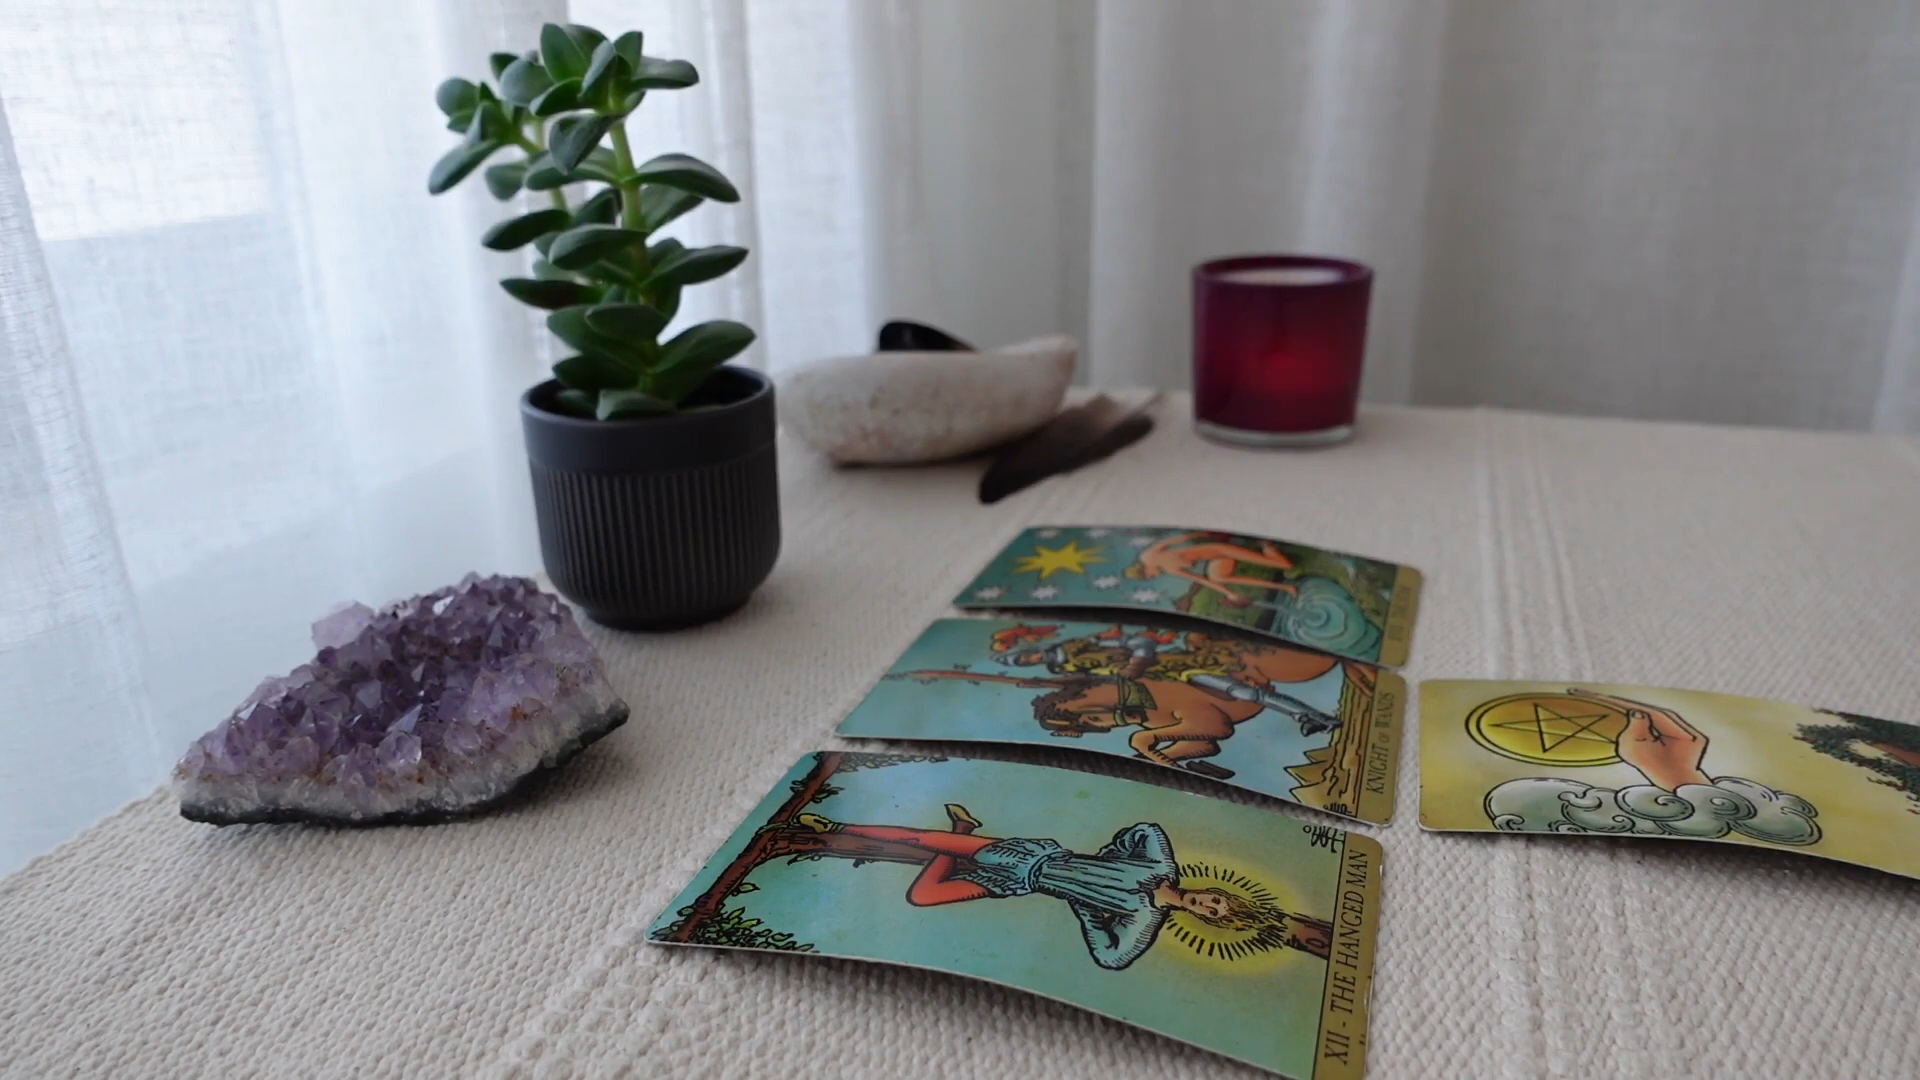 KNIGHT OF WANDS
XII - THE HANGED MAN